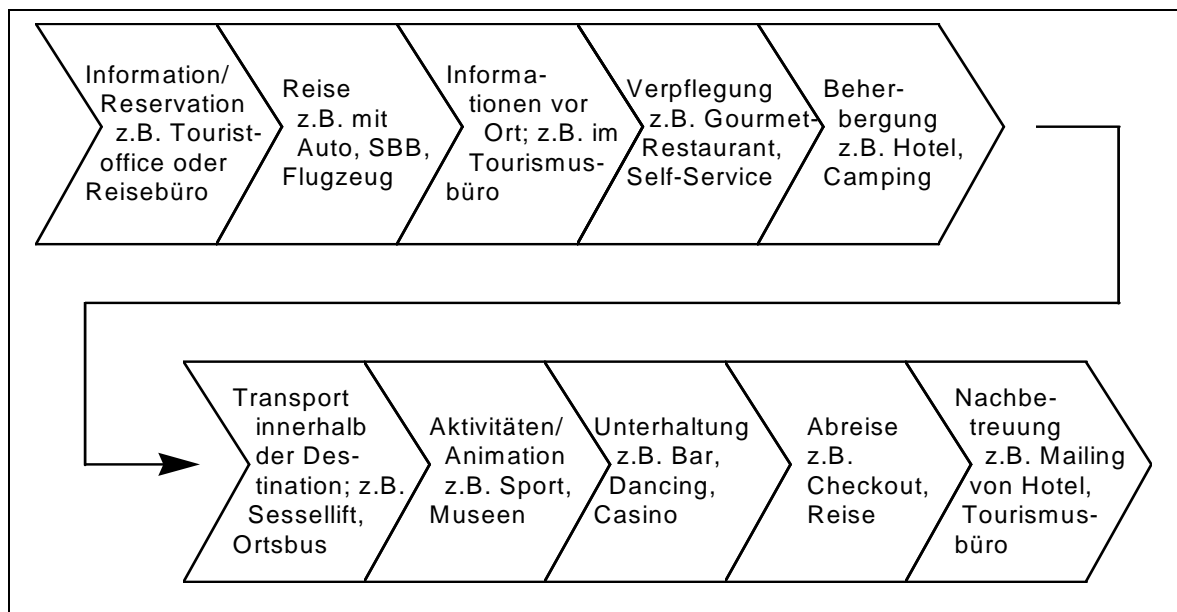 Information/
Reservation
z.B. Tourist-
office oder
Reisebüro
Reise
z.B. mit
Auto, SBB,
Flugzeug
Informa-
tionen vor
Ort; z.B. im
Tourismus-
büro
Verpflegung
z.B. Gourmet-
Restaurant,
Self-Service
Beher-
bergung
z.B. Hotel,
Camping
Transport
innerhalb
der Des-
tination; z.B.
Sessellift,
Ortsbus
Aktivitäten/
Animation
z.B. Sport,
Museen
Unterhaltung
z.B. Bar,
Dancing,
Casino
Abreise
z.B.
Checkout,
Reise
Nachbe-
treuung
z.B. Mailing
von Hotel,
Tourismus-
büro